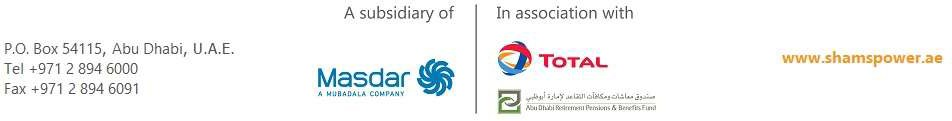 P.O. Box 54115, Abu Dhabi, U.A.E.
Tel +971 2 894 6000
Fax +971 2 894 6091
A subsidiary of
Masdar
A MUBADALA COMPANY
In association with
TOTAL
صندوق معاشات ومكافآت التقاعد لإمارة أبوظبي
Abu Dhabi Retirement Pensions & Benefits Fund
www.shamspower.ae